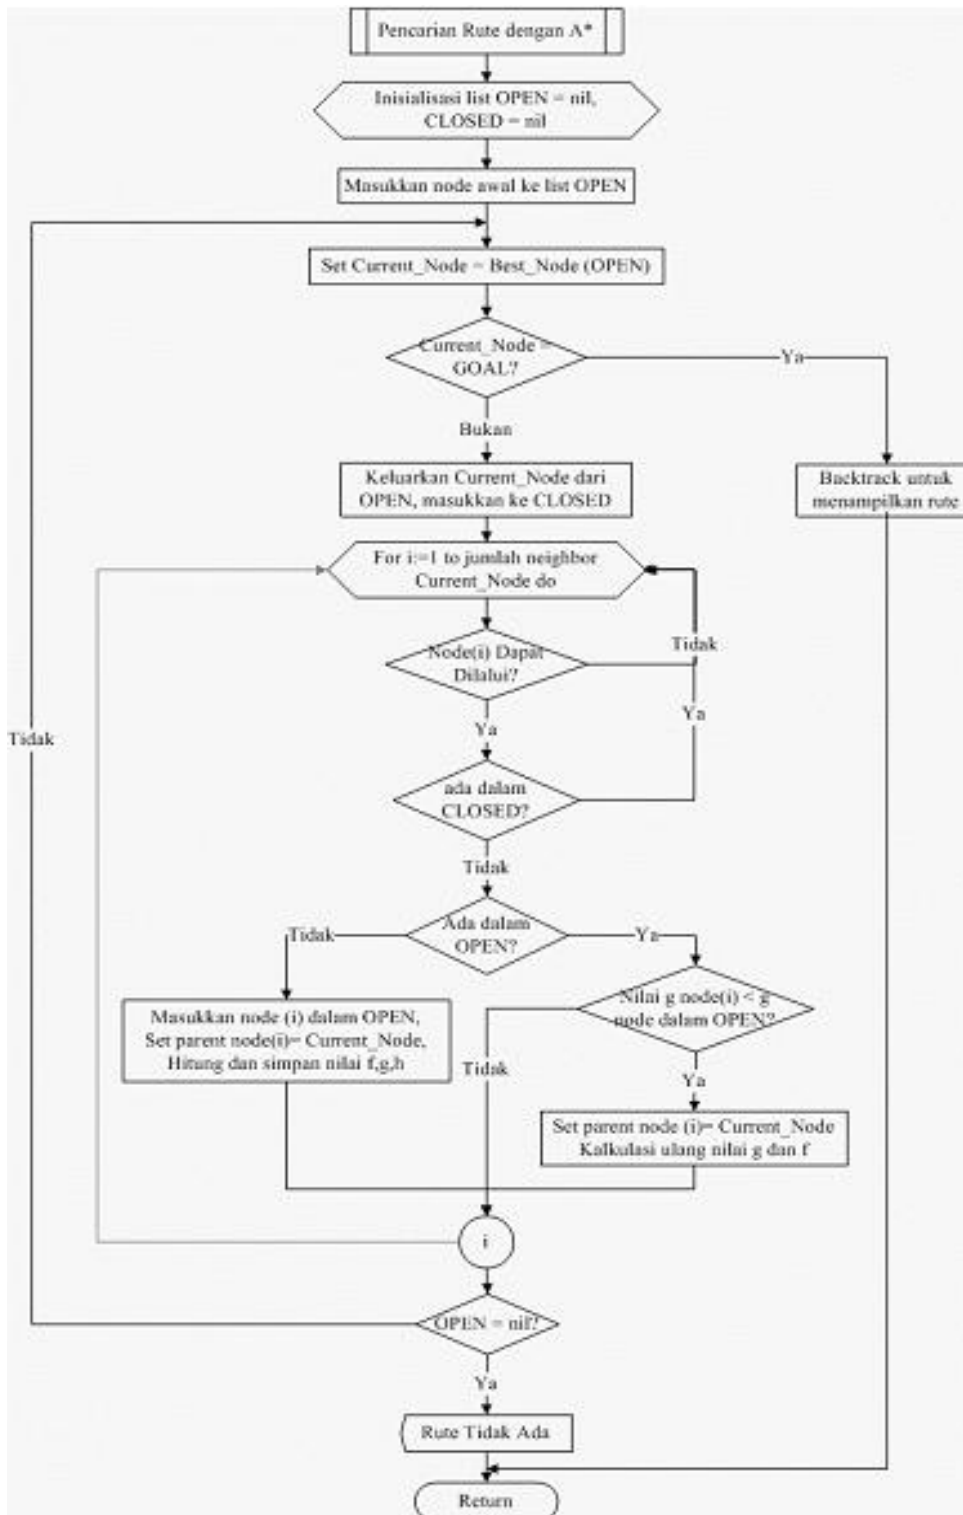 Pencarian Rute dengan A*
Inisialisasi list OPEN = nil,
CLOSED = nil
Masukkan node awal ke list OPEN
Set Current_Node = Best_Node (OPEN)
Current_Node =
GOAL?
Ya
Bukan
Keluarkan Current_Node dari
OPEN, masukkan ke CLOSED
Backtrack untuk
menampilkan rute
For i:=1 to jumlah neighbor
Current_Node do
Node(i) Dapat
Dilalui?
Tidak
Ya
Ya
Tidak
ada dalam
CLOSED?
Tidak
Ada dalam
OPEN?
Tidak
Ya
Nilai g node(i) < g
node dalam OPEN?
Masukkan node (i) dalam OPEN,
Set parent node(i)= Current_Node,
Hitung dan simpan nilai f,g,h
Tidak
Ya
Set parent node (i)= Current_Node
Kalkulasi ulang nilai g dan f
i
OPEN = nil?
Ya
Rute Tidak Ada
Return